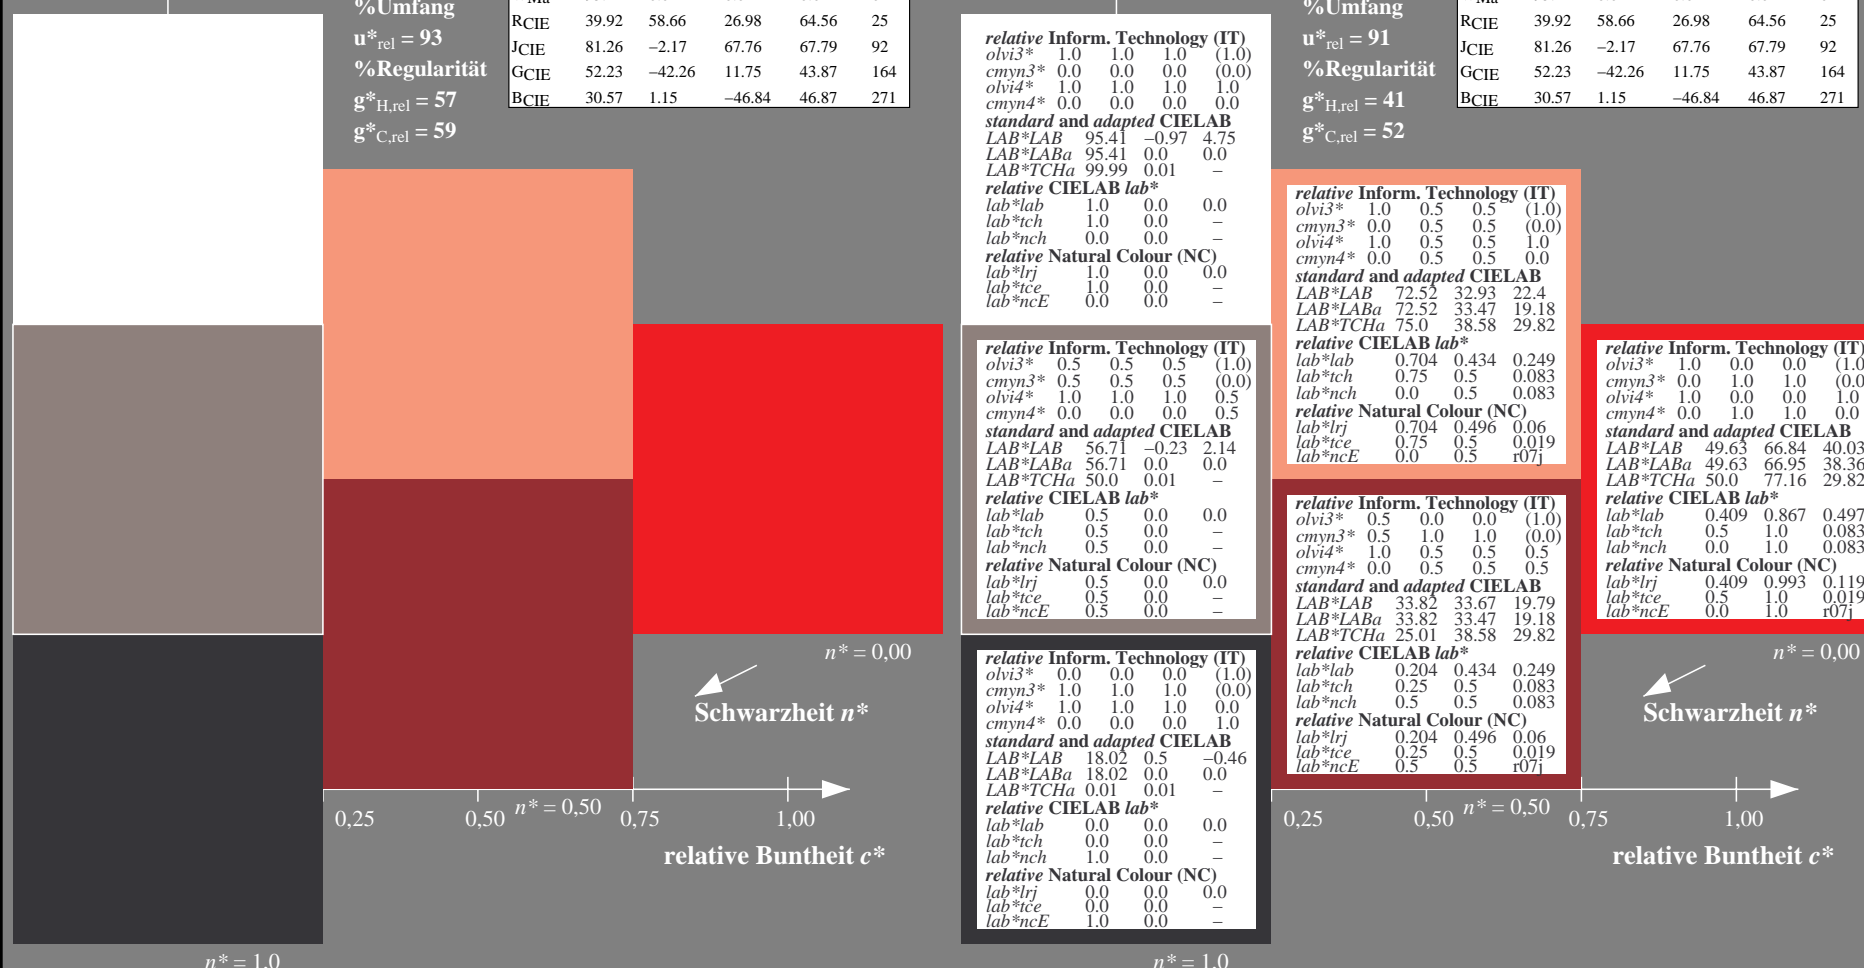 %Umfang
u*rel = 93
%Regularität
g*H,rel = 57
g*C,rel = 59
RCIE 39.92 58.66 26.98 64.56 25
JCIE 81.26 −2.17 67.76 67.79 92
GCIE 52.23 −42.26 11.75 43.87 164
BCIE 30.57 1.15 −46.84 46.87 271
n* = 0,00
Schwarzheit n*
0,25 0,50 n* = 0,50 0,75 1,00
relative Buntheit c*
n* = 1,0
relative Inform. Technology (IT)
olvi3* 1.0 1.0 1.0 (1.0)
cmyn3* 0.0 0.0 0.0 (0.0)
olvi4* 1.0 1.0 1.0 1.0
cmyn4* 0.0 0.0 0.0 0.0
standard and adapted CIELAB
LAB*LAB 95.41 −0.97 4.75
LAB*LABa 95.41 0.0 0.0
LAB*TCHa 99.99 0.01 –
relative CIELAB lab*
lab*lab 1.0 0.0 0.0
lab*tch 1.0 0.0 –
lab*nch 0.0 0.0 –
relative Natural Colour (NC)
lab*lrj 1.0 0.0 0.0
lab*tce 1.0 0.0 –
lab*ncE 0.0 0.0 –
relative Inform. Technology (IT)
olvi3* 0.5 0.5 0.5 (1.0)
cmyn3* 0.5 0.5 0.5 (0.0)
olvi4* 1.0 1.0 1.0 0.5
cmyn4* 0.0 0.0 0.0 0.5
standard and adapted CIELAB
LAB*LAB 56.71 −0.23 2.14
LAB*LABa 56.71 0.0 0.0
LAB*TCHa 50.0 0.01 –
relative CIELAB lab*
lab*lab 0.5 0.0 0.0
lab*tch 0.5 0.0 –
lab*nch 0.5 0.0 –
relative Natural Colour (NC)
lab*lrj 0.5 0.0 0.0
lab*tce 0.5 0.0 –
lab*ncE 0.5 0.0 –
relative Inform. Technology (IT)
olvi3* 0.0 0.0 0.0 (1.0)
cmyn3* 1.0 1.0 1.0 (0.0)
olvi4* 1.0 1.0 1.0 0.0
cmyn4* 0.0 0.0 0.0 1.0
standard and adapted CIELAB
LAB*LAB 18.02 0.5 −0.46
LAB*LABa 18.02 0.0 0.0
LAB*TCHa 0.01 0.01 –
relative CIELAB lab*
lab*lab 0.0 0.0 0.0
lab*tch 0.0 0.0 –
lab*nch 1.0 0.0 –
relative Natural Colour (NC)
lab*lrj 0.0 0.0 0.0
lab*tce 0.0 0.0 –
lab*ncE 1.0 0.0 –
%Umfang
u*rel = 91
%Regularität
g*H,rel = 41
g*C,rel = 52
RCIE 39.92 58.66 26.98 64.56 25
JCIE 81.26 −2.17 67.76 67.79 92
GCIE 52.23 −42.26 11.75 43.87 164
BCIE 30.57 1.15 −46.84 46.87 271
relative Inform. Technology (IT)
olvi3* 1.0 0.5 0.5 (1.0)
cmyn3* 0.0 0.5 0.5 (0.0)
olvi4* 1.0 0.5 0.5 1.0
cmyn4* 0.0 0.5 0.5 0.0
standard and adapted CIELAB
LAB*LAB 72.52 32.93 22.4
LAB*LABa 72.52 33.47 19.18
LAB*TCHa 75.0 38.58 29.82
relative CIELAB lab*
lab*lab 0.704 0.434 0.249
lab*tch 0.75 0.5 0.083
lab*nch 0.0 0.5 0.083
relative Natural Colour (NC)
lab*lrj 0.704 0.496 0.06
lab*tce 0.75 0.5 0.019
lab*ncE 0.0 0.5 r07j
relative Inform. Technology (IT)
olvi3* 0.5 0.0 0.0 (1.0)
cmyn3* 0.5 1.0 1.0 (0.0)
olvi4* 1.0 0.5 0.5 0.5
cmyn4* 0.0 0.5 0.5 0.5
standard and adapted CIELAB
LAB*LAB 33.82 33.67 19.79
LAB*LABa 33.82 33.47 19.18
LAB*TCHa 25.01 38.58 29.82
relative CIELAB lab*
lab*lab 0.204 0.434 0.249
lab*tch 0.25 0.5 0.083
lab*nch 0.5 0.5 0.083
relative Natural Colour (NC)
lab*lrj 0.204 0.496 0.06
lab*tce 0.25 0.5 0.019
lab*ncE 0.5 0.5 r07j
relative Inform. Technology (IT)
olvi3* 1.0 0.0 0.0 (1.0
cmyn3* 0.0 1.0 1.0 (0.0
olvi4* 1.0 0.0 0.0 1.0
cmyn4* 0.0 1.0 1.0 0.0
standard and adapted CIELAB
LAB*LAB 49.63 66.84 40.03
LAB*LABa 49.63 66.95 38.36
LAB*TCHa 50.0 77.16 29.82
relative CIELAB lab*
lab*lab 0.409 0.867 0.497
lab*tch 0.5 1.0 0.083
lab*nch 0.0 1.0 0.083
relative Natural Colour (NC)
lab*lrj 0.409 0.993 0.119
lab*tce 0.5 1.0 0.019
lab*ncE 0.0 1.0 r07j
n* = 0,00
Schwarzheit n*
0,25 0,50 n* = 0,50 0,75 1,00
relative Buntheit c*
n* = 1,0